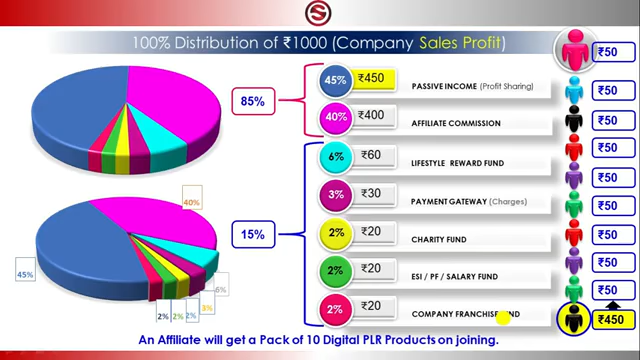 S
100% Distribution of ₹1000 (Company Sales Profit)
85%
15%
45% ₹450 PASSIVE INCOME (Profit Sharing)
40% ₹400 AFFILIATE COMMISSION
6% ₹60 LIFESTYLE REWARD FUND
3% ₹30 PAYMENT GATEWAY (Charges)
2% ₹20 CHARITY FUND
2% ₹20 ESI / PF / SALARY FUND
2% ₹20 COMPANY FRANCHISE FUND
₹50
₹50
₹50
₹50
₹50
₹50
₹50
₹50
₹50
₹450
40%
45%
6%
3%
2%
2%
2%
An Affiliate will get a Pack of 10 Digital PLR Products on joining.